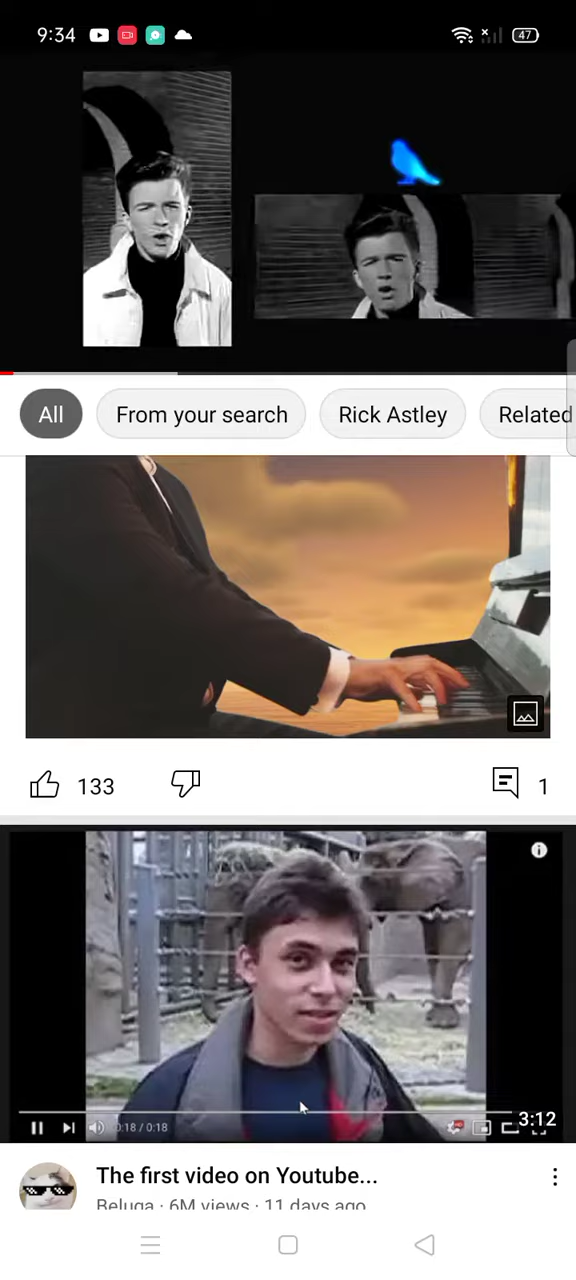 9:34 47
All From your search Rick Astley Related
133 1
0:18 / 0:18 3:12
The first video on Youtube...
Beluga · 6M views · 11 days ago